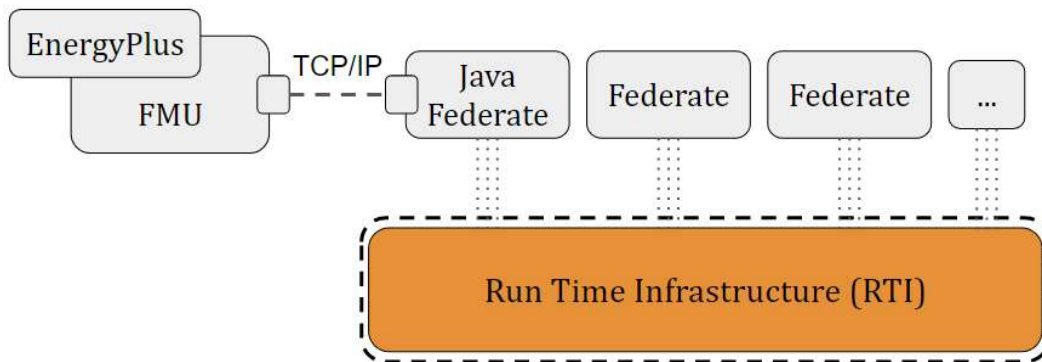 EnergyPlus
FMU
TCP/IP
Java
Federate
Federate
Federate
...
Run Time Infrastructure (RTI)